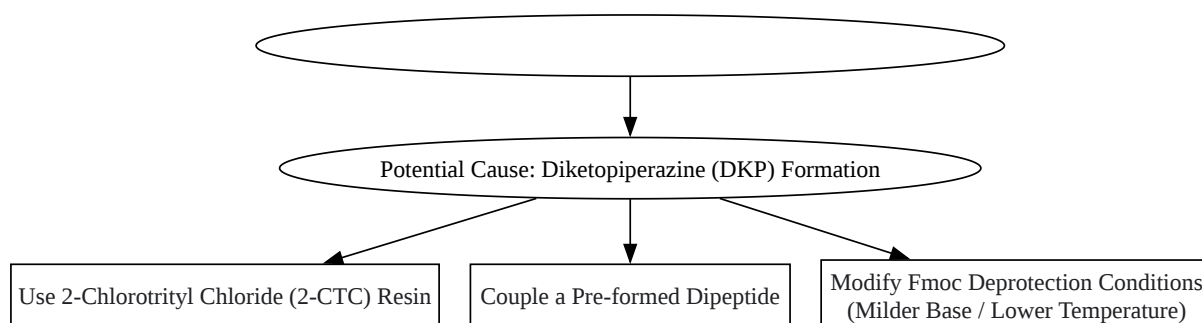 Potential Cause: Diketopiperazine (DKP) Formation
Use 2-Chlorotrityl Chloride (2-CTC) Resin
Couple a Pre-formed Dipeptide
Modify Fmoc Deprotection Conditions
(Milder Base / Lower Temperature)